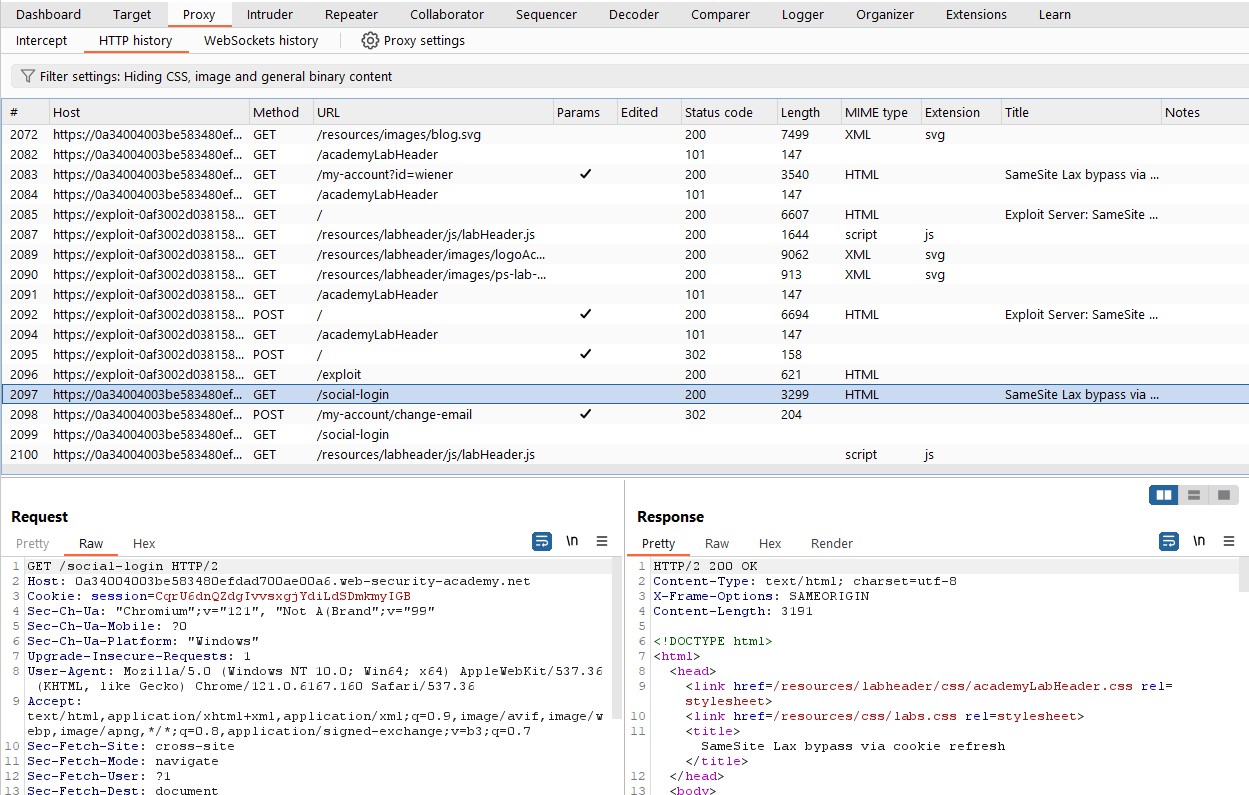 Dashboard Target Proxy Intruder Repeater Collaborator Sequencer Decoder Comparer Logger Organizer Extensions Learn
Intercept HTTP history WebSockets history Proxy settings
Filter settings: Hiding CSS, image and general binary content
# Host Method URL Params Edited Status code Length MIME type Extension Title Notes
2072 https://0a34004003be583480ef... GET /resources/images/blog.svg 200 7499 XML svg
2082 https://0a34004003be583480ef... GET /academyLabHeader 101 147
2083 https://0a34004003be583480ef... GET /my-account?id=wiener ✓ 200 3540 HTML SameSite Lax bypass via ...
2084 https://0a34004003be583480ef... GET /academyLabHeader 101 147
2085 https://exploit-0af3002d038158... GET / 200 6607 HTML Exploit Server: SameSite ...
2087 https://exploit-0af3002d038158... GET /resources/labheader/js/labHeader.js 200 1644 script js
2089 https://exploit-0af3002d038158... GET /resources/labheader/images/logoAc... 200 9062 XML svg
2090 https://exploit-0af3002d038158... GET /resources/labheader/images/ps-lab-... 200 913 XML svg
2091 https://exploit-0af3002d038158... GET /academyLabHeader 101 147
2092 https://exploit-0af3002d038158... POST / ✓ 200 6694 HTML Exploit Server: SameSite ...
2094 https://exploit-0af3002d038158... GET /academyLabHeader 101 147
2095 https://exploit-0af3002d038158... POST / ✓ 302 158
2096 https://exploit-0af3002d038158... GET /exploit 200 621 HTML
2097 https://0a34004003be583480ef... GET /social-login 200 3299 HTML SameSite Lax bypass via ...
2098 https://0a34004003be583480ef... POST /my-account/change-email ✓ 302 204
2099 https://0a34004003be583480ef... GET /social-login
2100 https://0a34004003be583480ef... GET /resources/labheader/js/labHeader.js script js
Request
Pretty Raw Hex \n
1 GET /social-login HTTP/2
2 Host: 0a34004003be583480efdad700ae00a6.web-security-academy.net
3 Cookie: session=CqrU6dnQZdgIvvsxgjYdiLdSDmkmyIGB
4 Sec-Ch-Ua: "Chromium";v="121", "Not A(Brand";v="99"
5 Sec-Ch-Ua-Mobile: ?0
6 Sec-Ch-Ua-Platform: "Windows"
7 Upgrade-Insecure-Requests: 1
8 User-Agent: Mozilla/5.0 (Windows NT 10.0; Win64; x64) AppleWebKit/537.36
(KHTML, like Gecko) Chrome/121.0.6167.160 Safari/537.36
9 Accept:
text/html,application/xhtml+xml,application/xml;q=0.9,image/avif,image/w
ebp,image/apng,*/*;q=0.8,application/signed-exchange;v=b3;q=0.7
10 Sec-Fetch-Site: cross-site
11 Sec-Fetch-Mode: navigate
12 Sec-Fetch-User: ?1
13 Sec-Fetch-Dest: document
Response
Pretty Raw Hex Render \n
1 HTTP/2 200 OK
2 Content-Type: text/html; charset=utf-8
3 X-Frame-Options: SAMEORIGIN
4 Content-Length: 3191
5
6 <!DOCTYPE html>
7 <html>
8 <head>
9 <link href=/resources/labheader/css/academyLabHeader.css rel=
stylesheet>
10 <link href=/resources/css/labs.css rel=stylesheet>
11 <title>
SameSite Lax bypass via cookie refresh
</title>
12 </head>
13 <body>